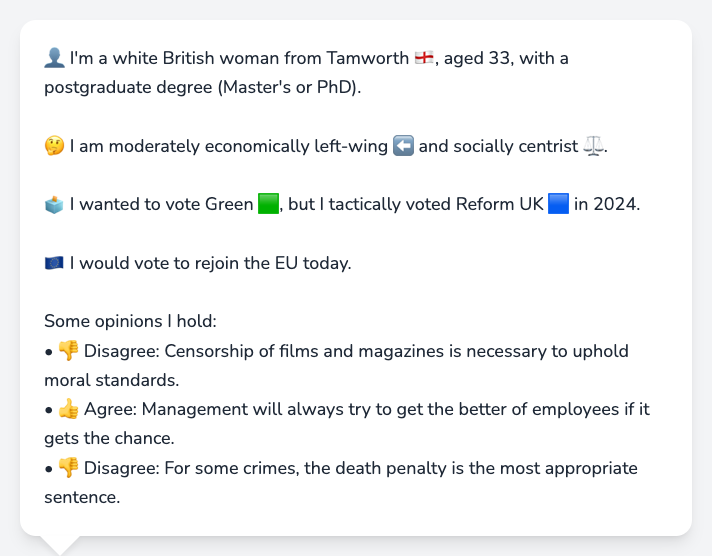 👤 I'm a white British woman from Tamworth 🏴󠁧󠁢󠁥󠁮󠁧󠁿, aged 33, with a
postgraduate degree (Master's or PhD).
🤔 I am moderately economically left-wing ⬅️ and socially centrist ⚖️.
🗳️ I wanted to vote Green 🟩, but I tactically voted Reform UK 🟦 in 2024.
🇪🇺 I would vote to rejoin the EU today.
Some opinions I hold:
• 👎 Disagree: Censorship of films and magazines is necessary to uphold
moral standards.
• 👍 Agree: Management will always try to get the better of employees if it
gets the chance.
• 👎 Disagree: For some crimes, the death penalty is the most appropriate
sentence.